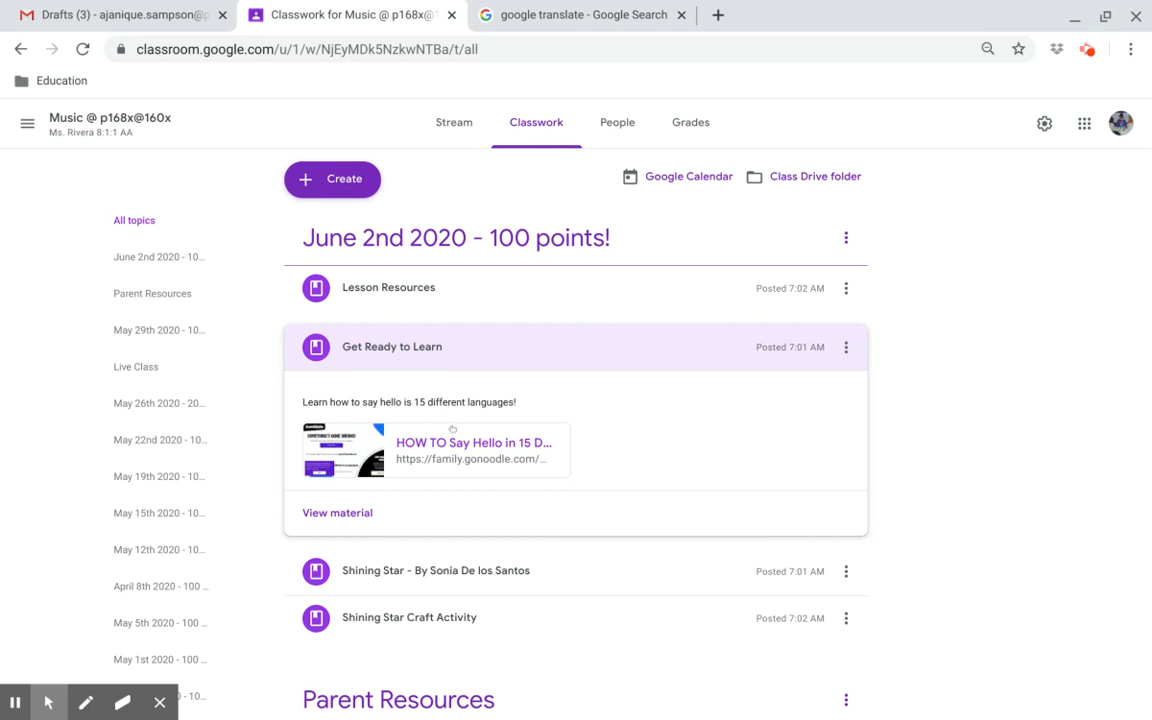 Drafts (3) - ajanique.sampson@p
Classwork for Music @ p168x@1
google translate - Google Search
classroom.google.com/u/1/w/NjEyMDk5NzkwNTBa/t/all
Education
Music @ p168x@160x
Ms. Rivera 8:1:1 AA
Stream
Classwork
People
Grades
+ Create
Google Calendar
Class Drive folder
All topics
June 2nd 2020 - 10...
Parent Resources
May 29th 2020 - 10...
Live Class
May 26th 2020 - 20...
May 22nd 2020 - 10...
May 19th 2020 - 10...
May 15th 2020 - 10...
May 12th 2020 - 10...
April 8th 2020 - 100 ...
May 5th 2020 - 100 ...
May 1st 2020 - 100 ...
0 - 10...
June 2nd 2020 - 100 points!
Lesson Resources
Posted 7:02 AM
Get Ready to Learn
Posted 7:01 AM
Learn how to say hello is 15 different languages!
SOMETHING'S GONE WRONG
HOW TO Say Hello in 15 D...
https://family.gonoodle.com/...
View material
Shining Star - By Sonia De los Santos
Posted 7:01 AM
Shining Star Craft Activity
Posted 7:02 AM
Parent Resources